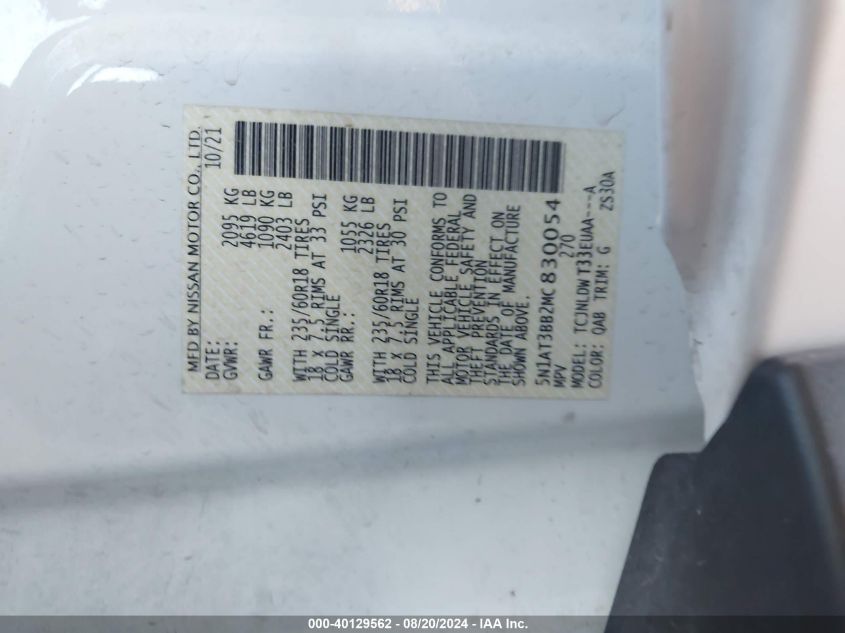 MFD BY NISSAN MOTOR CO., LTD.
DATE: 10/21
GVWR: 2095 KG
4619 LB
GAWR FR.: 1090 KG
2403 LB
WITH 235/60R18 TIRES
18 X 7.5 RIMS AT 33 PSI
COLD SINGLE
GAWR RR.: 1055 KG
2326 LB
WITH 235/60R18 TIRES
18 X 7.5 RIMS AT 30 PSI
COLD SINGLE
THIS VEHICLE CONFORMS TO
ALL APPLICABLE FEDERAL
MOTOR VEHICLE SAFETY AND
THEFT PREVENTION
STANDARDS IN EFFECT ON
THE DATE OF MANUFACTURE
SHOWN ABOVE.
5N1AT3BB2MC830054
MPV 270
MODEL: TCJNLDW T33EUAA---A
COLOR: QAB TRIM: G ZS30A
000-40129562 - 08/20/2024 - IAA Inc.